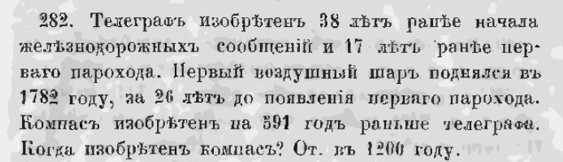 282. Телеграфъ изобрѣтенъ 38 лѣтъ ранѣе начала
желѣзнодорожныхъ сообщеній и 17 лѣтъ ранѣе пер-
ваго парохода. Первый воздушный шаръ поднялся въ
1782 году, за 26 лѣтъ до появленія перваго парохода.
Компасъ изобрѣтенъ на 591 годъ раньше телеграфа.
Когда изобрѣтенъ компасъ? От. въ 1200 году.